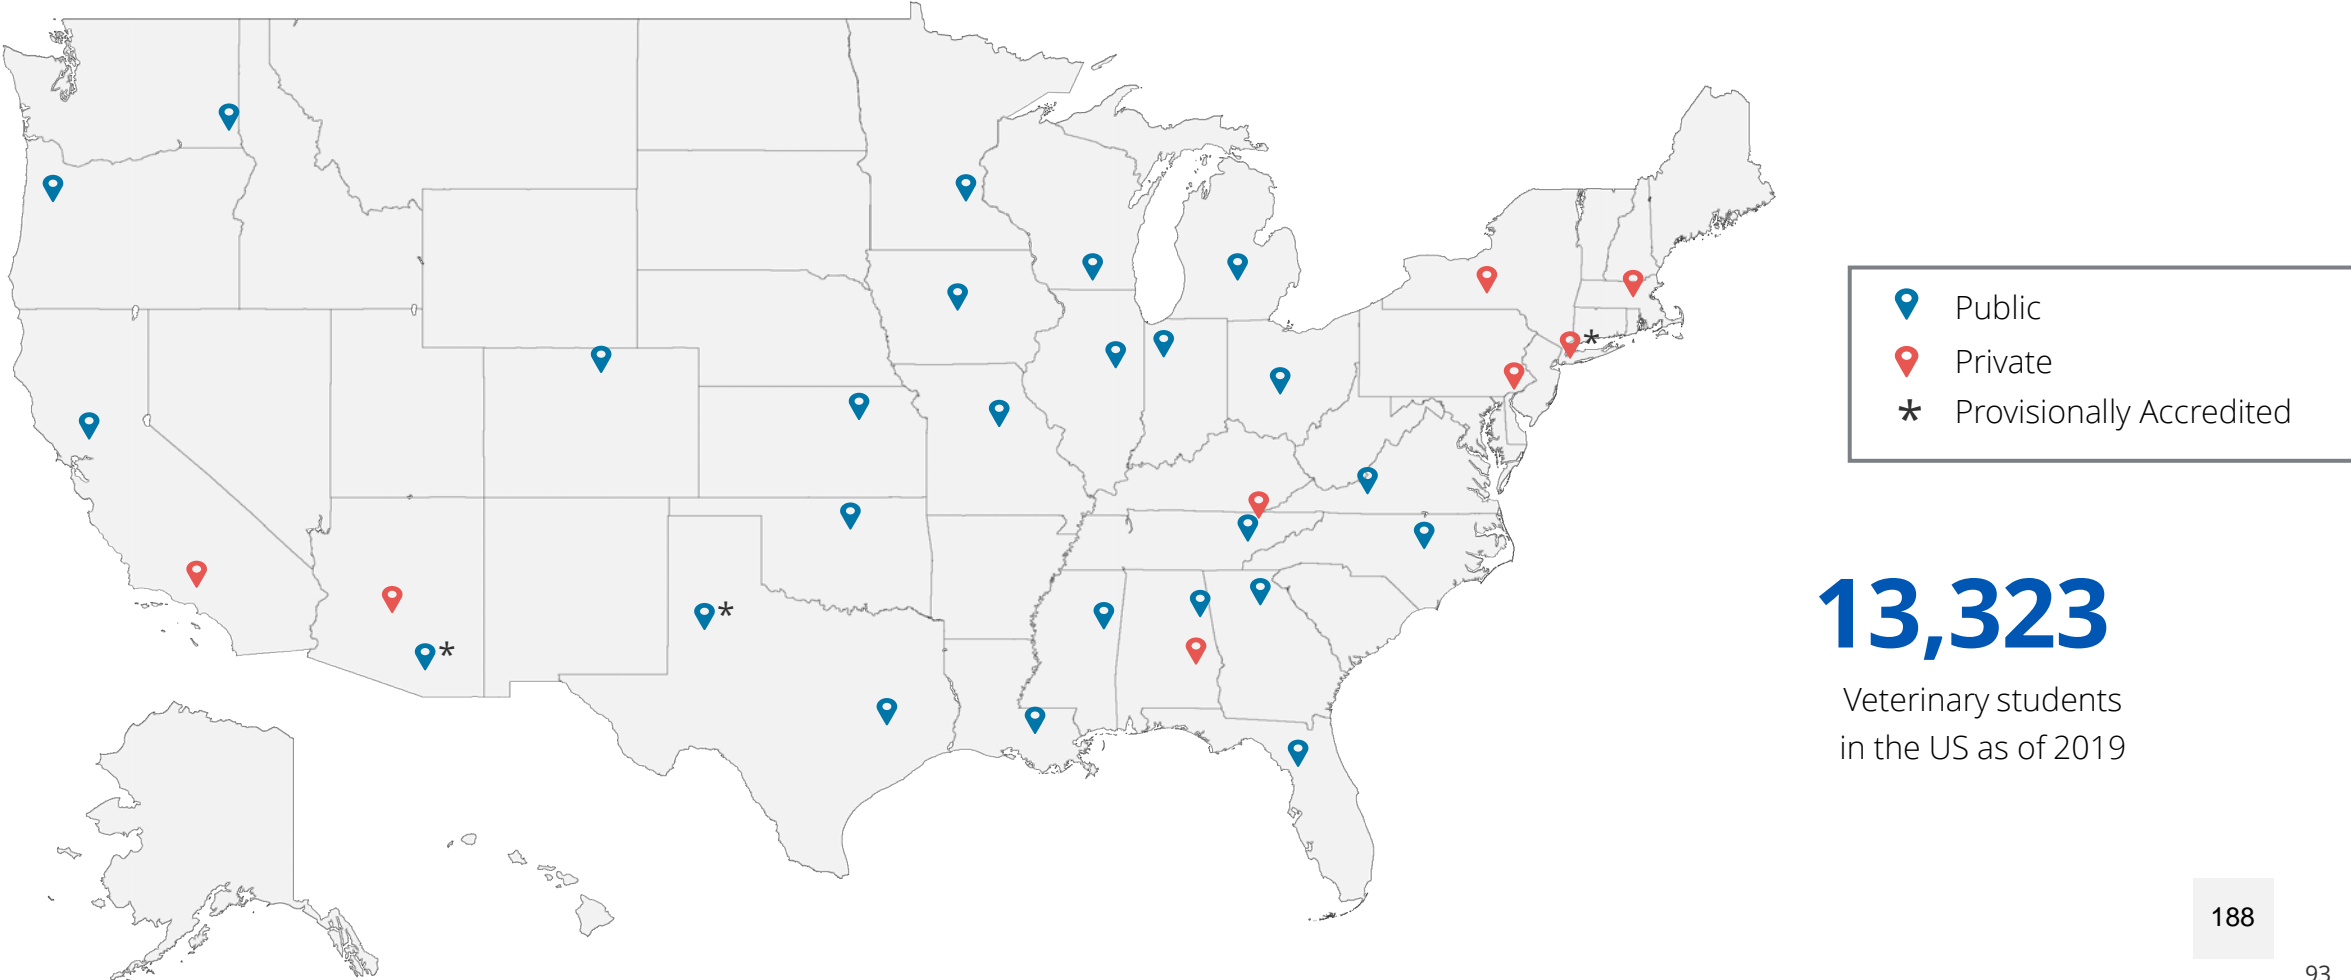 *
Public
Private
* Provisionally Accredited
*
*
13,323
Veterinary students
in the US as of 2019
188
93